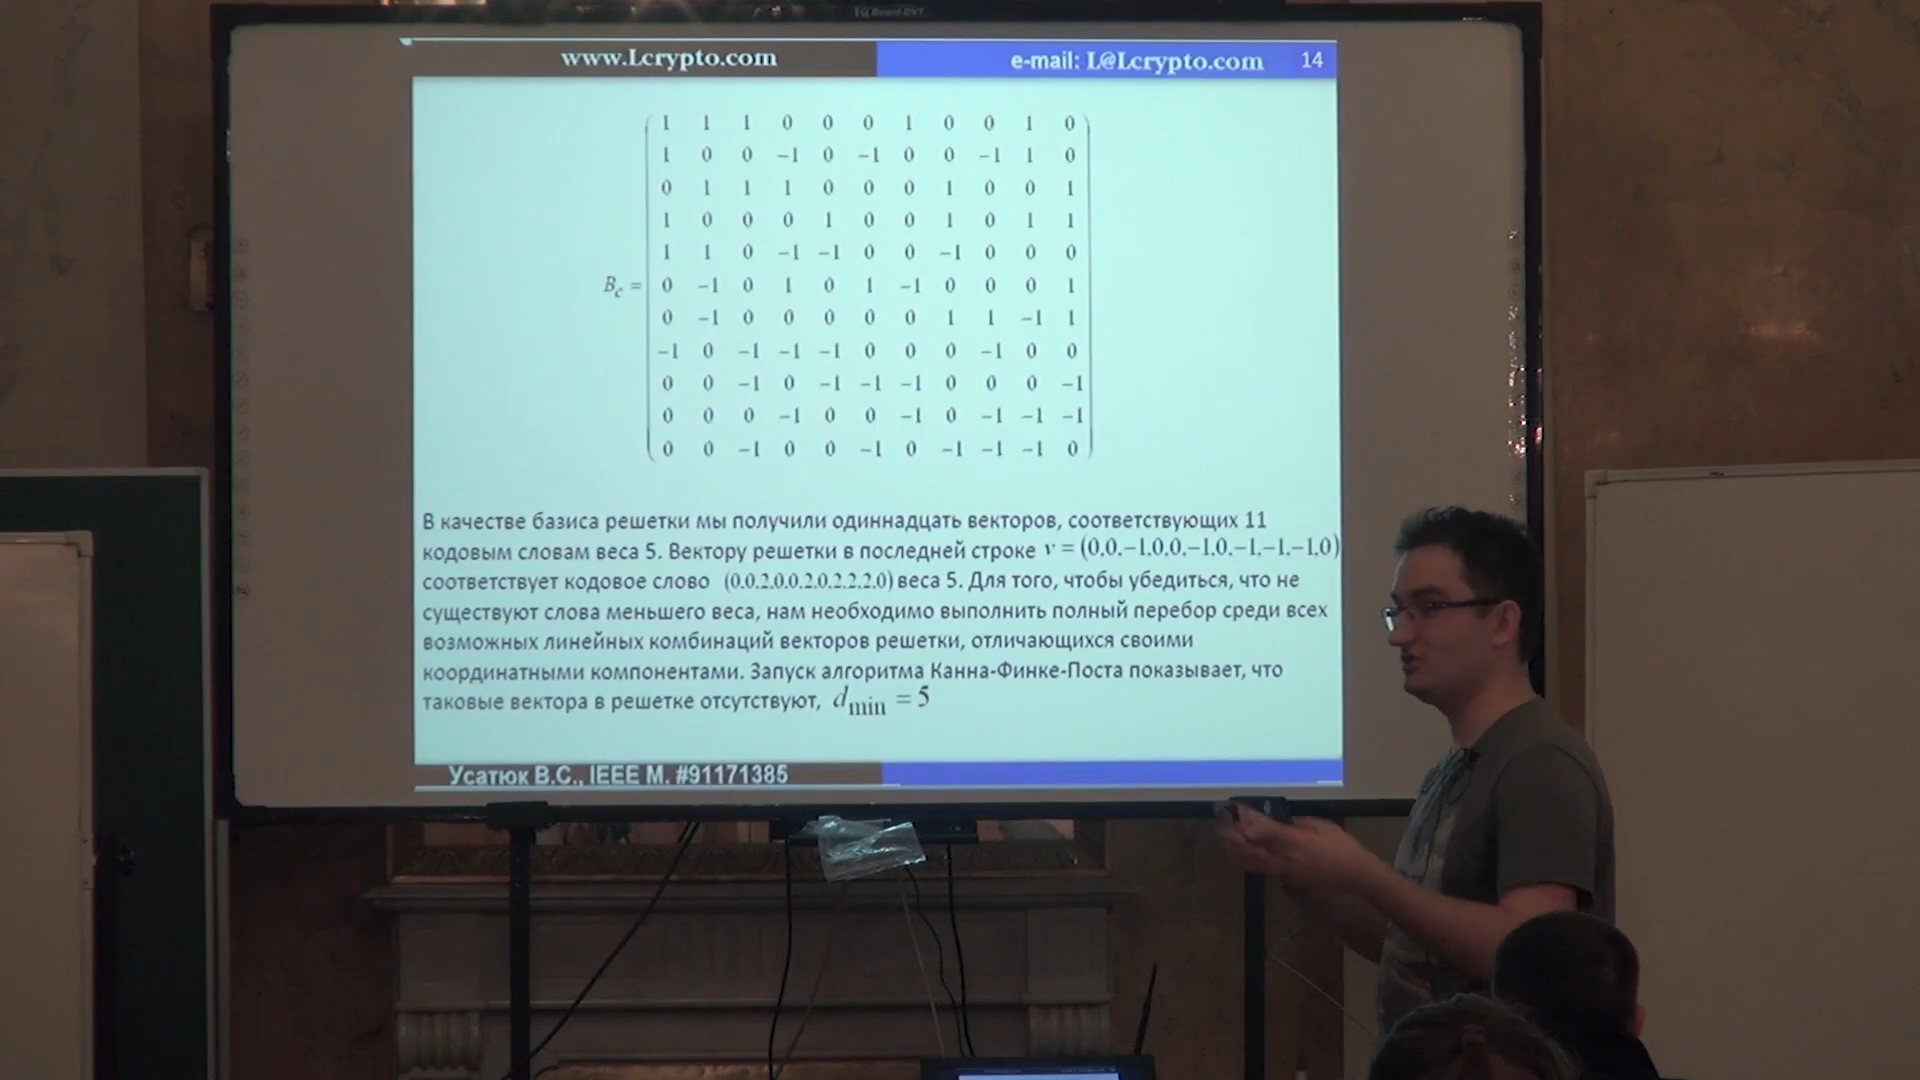 www.Lcrypto.com e-mail: L@Lcrypto.com 14
1 1 1 0 0 0 1 0 0 1 0
1 0 0 −1 0 −1 0 0 −1 1 0
0 1 1 1 0 0 0 1 0 0 1
1 0 0 0 1 0 0 1 0 1 1
1 1 0 −1 −1 0 0 −1 0 0 0
B_c = 0 −1 0 1 0 1 −1 0 0 0 1
0 −1 0 0 0 0 0 1 1 −1 1
−1 0 −1 −1 −1 0 0 0 −1 0 0
0 0 −1 0 −1 −1 −1 0 0 0 −1
0 0 0 −1 0 0 −1 0 −1 −1 −1
0 0 −1 0 0 −1 0 −1 −1 −1 0
В качестве базиса решетки мы получили одиннадцать векторов, соответствующих 11
кодовым словам веса 5. Вектору решетки в последней строке v = (0,0,−1,0,0,−1,0,−1,−1,−1,0)
соответствует кодовое слово (0,0,2,0,0,2,0,2,2,2,0) веса 5. Для того, чтобы убедиться, что не
существуют слова меньшего веса, нам необходимо выполнить полный перебор среди всех
возможных линейных комбинаций векторов решетки, отличающихся своими
координатными компонентами. Запуск алгоритма Канна-Финке-Поста показывает, что
таковые вектора в решетке отсутствуют, d_min = 5
Усатюк В.С., IEEE M. #91171385